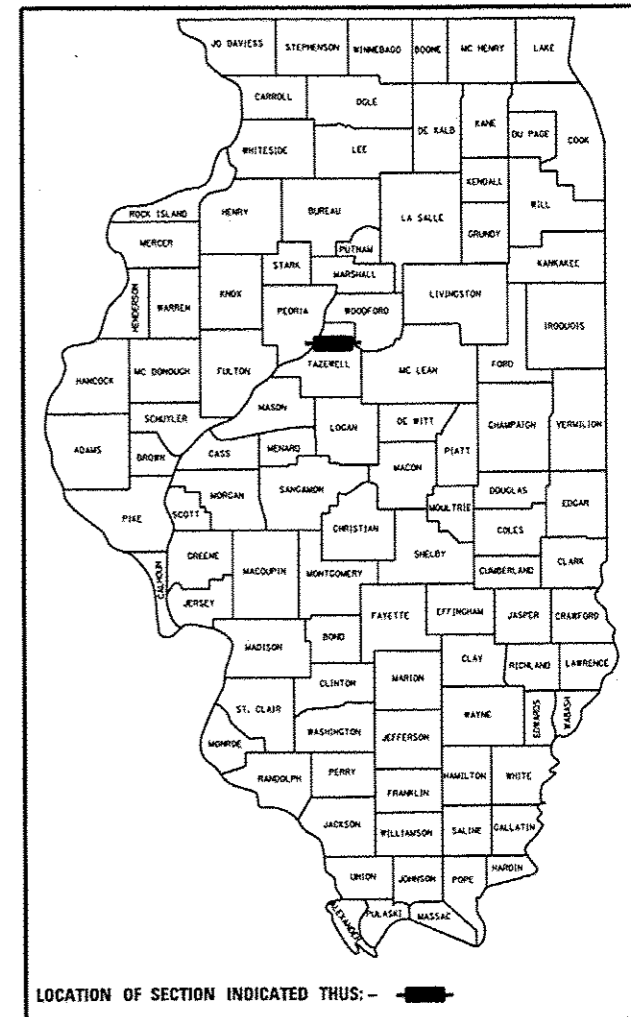 JO DAVIESS STEPHENSON WINNEBAGO BOONE MC HENRY LAKE
CARROLL OGLE DE KALB KANE DU PAGE COOK
WHITESIDE LEE KENDALL WILL
ROCK ISLAND HENRY BUREAU LA SALLE GRUNDY
MERCER PUTNAM KANKAKEE
STARK MARSHALL
HENDERSON WARREN KNOX PEORIA WOODFORD LIVINGSTON IROQUOIS
HANCOCK MC DONOUGH FULTON TAZEWELL MC LEAN FORD
SCHUYLER MASON LOGAN DE WITT CHAMPAIGN VERMILION
ADAMS BROWN CASS MENARD MACON PIATT
PIKE SCOTT MORGAN SANGAMON MOULTRIE DOUGLAS EDGAR
CHRISTIAN COLES
CALHOUN GREENE MACOUPIN MONTGOMERY SHELBY CUMBERLAND CLARK
JERSEY FAYETTE EFFINGHAM JASPER CRAWFORD
MADISON BOND CLAY RICHLAND LAWRENCE
CLINTON MARION
ST. CLAIR WASHINGTON WAYNE EDWARDS WABASH
MONROE JEFFERSON
RANDOLPH PERRY FRANKLIN HAMILTON WHITE
JACKSON WILLIAMSON SALINE GALLATIN
UNION JOHNSON POPE HARDIN
ALEXANDER PULASKI MASSAC
LOCATION OF SECTION INDICATED THUS: -